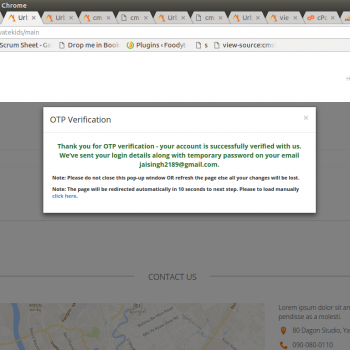 Chrome
Url
Url
cm
cm
Url
cm
Url
vie
cPa
vatekids/main
Scrum Sheet - Go
Drop me in Book
Plugins ‹ Foody!
s
view-source:cmo
OTP Verification
×
Thank you for OTP verification - your account is successfully verified with us.
We've sent your login details along with temporary password on your email
jaisingh2189@gmail.com.
Note: Please do not close this pop-up window OR refresh the page else all your changes will be lost.
Note: The page will be redirected automatically in 10 seconds to next step. Please to load manually
click here.
CONTACT US
Lorem ipsum dolor sit an
pendisse as a molesti.
80 Dagon Studio, Ya
090-080-0110